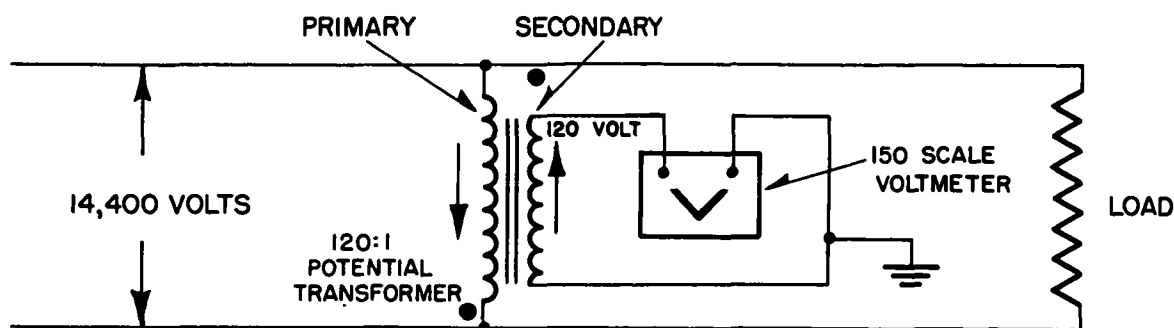 PRIMARY
SECONDARY
14,400 VOLTS
120 VOLT
150 SCALE
VOLTMETER
V
LOAD
120:1
POTENTIAL
TRANSFORMER